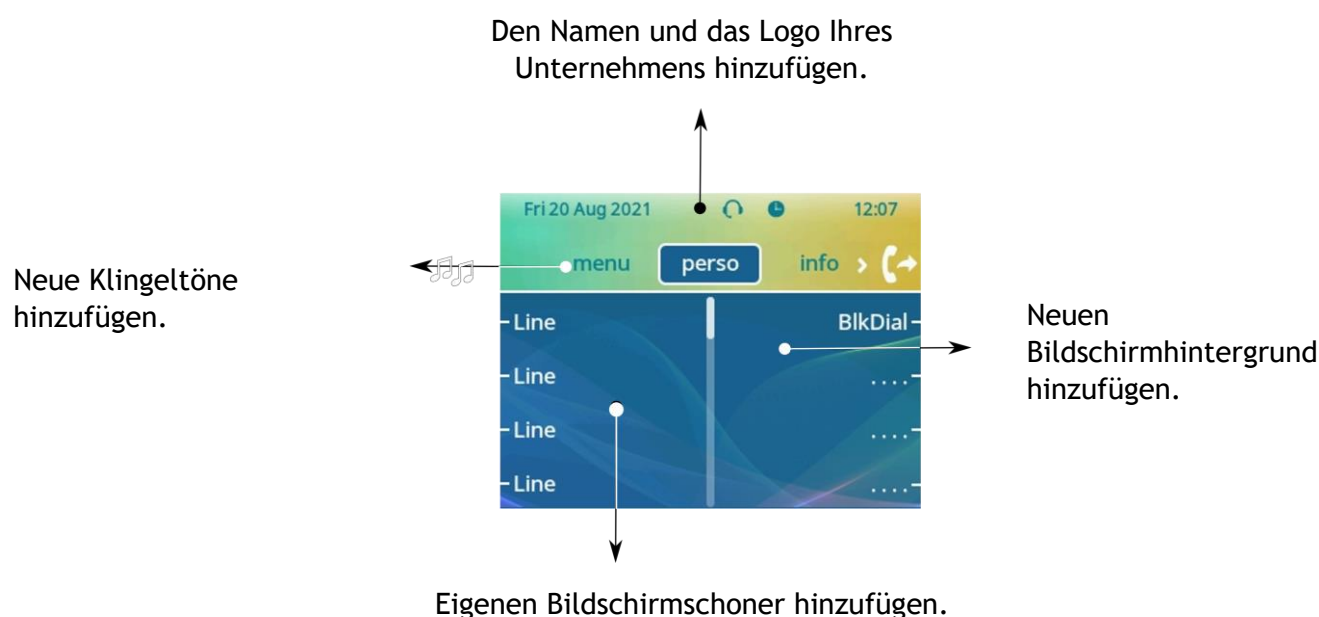 Den Namen und das Logo Ihres
Unternehmens hinzufügen.
Fri 20 Aug 2021 12:07
menu perso info
Neue Klingeltöne
hinzufügen.
Line BlkDial
Line ....
Line ....
Line ....
Neuen
Bildschirmhintergrund
hinzufügen.
Eigenen Bildschirmschoner hinzufügen.